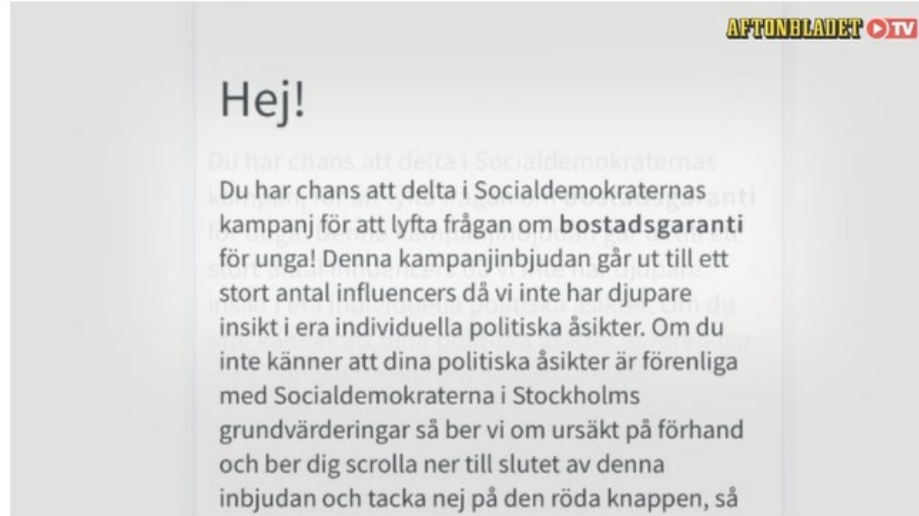 AFTONBLADET TV
Hej!
Du har chans att delta i Socialdemokraternas
kampanj för att lyfta frågan om bostadsgaranti
för unga! Denna kampanjinbjudan går ut till ett
stort antal influencers då vi inte har djupare
insikt i era individuella politiska åsikter. Om du
inte känner att dina politiska åsikter är förenliga
med Socialdemokraterna i Stockholms
grundvärderingar så ber vi om ursäkt på förhand
och ber dig scrolla ner till slutet av denna
inbjudan och tacka nej på den röda knappen, så